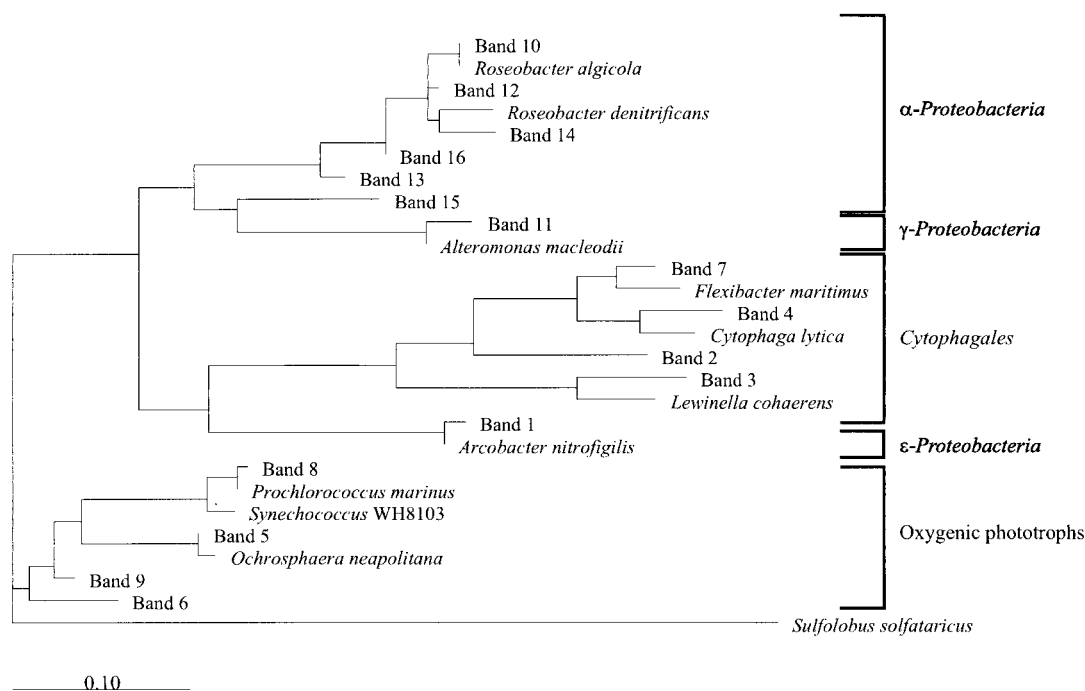 Band 10
Roseobacter algicola
Band 12
Roseobacter denitrificans
Band 14
Band 16
Band 13
Band 15
α-Proteobacteria
Band 11
Alteromonas macleodii
γ-Proteobacteria
Band 7
Flexibacter maritimus
Band 4
Cytophaga lytica
Band 2
Band 3
Lewinella cohaerens
Cytophagales
Band 1
Arcobacter nitrofigilis
ε-Proteobacteria
Band 8
Prochlorococcus marinus
Synechococcus WH8103
Band 5
Ochrosphaera neapolitana
Band 9
Band 6
Oxygenic phototrophs
Sulfolobus solfataricus
0.10